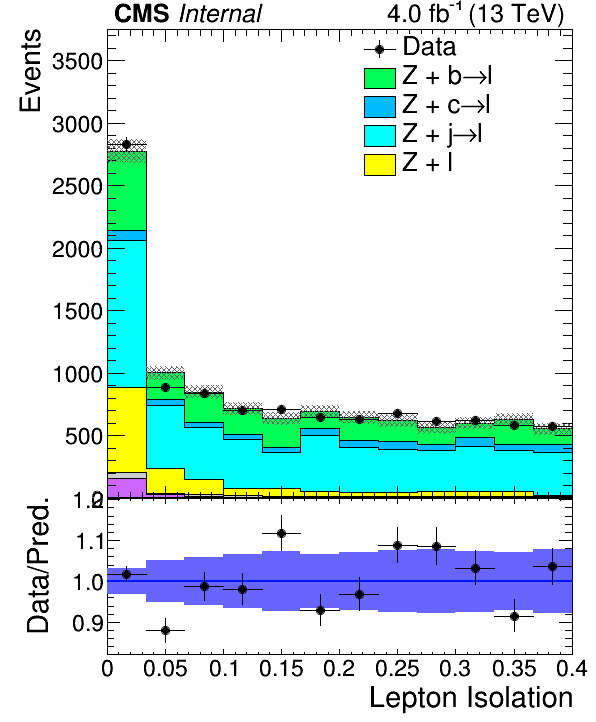 CMS Internal 4.0 fb⁻¹ (13 TeV)
Events
3500
3000
2500
2000
1500
1000
500
0
Data
Z + b→l
Z + c→l
Z + j→l
Z + l
Data/Pred.
1.2
1.1
1.0
0.9
0 0.05 0.1 0.15 0.2 0.25 0.3 0.35 0.4
Lepton Isolation